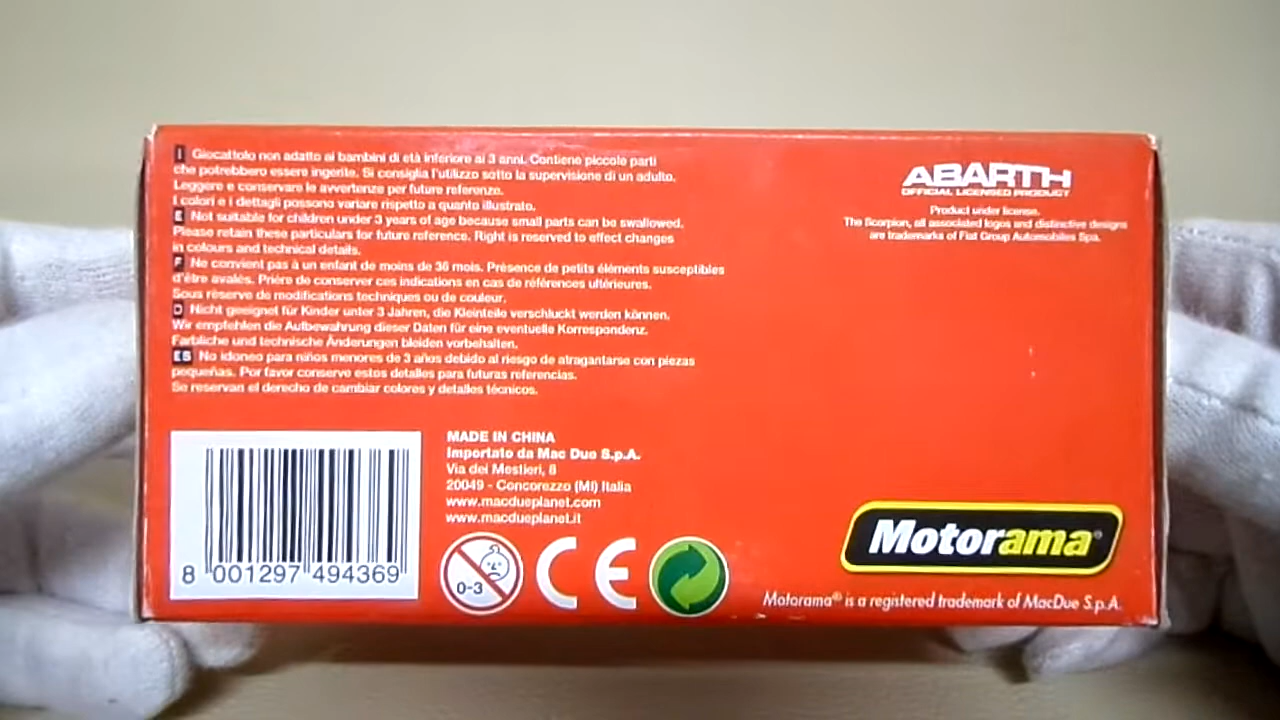 I Giocattolo non adatto ai bambini di età inferiore ai 3 anni. Contiene piccole parti
che potrebbero essere ingerite. Si consiglia l'utilizzo sotto la supervisione di un adulto.
Leggere e conservare le avvertenze per future referenze.
I colori e i dettagli possono variare rispetto a quanto illustrato.
E Not suitable for children under 3 years of age because small parts can be swallowed.
Please retain these particulars for future reference. Right is reserved to effect changes
in colours and technical details.
F Ne convient pas à un enfant de moins de 36 mois. Présence de petits éléments susceptibles
d'être avalés. Prière de conserver ces indications en cas de références ultérieures.
Sous réserve de modifications techniques ou de couleur.
D Nicht geeignet für Kinder unter 3 Jahren, die Kleinteile verschluckt werden können.
Wir empfehlen die Aufbewahrung dieser Daten für eine eventuelle Korrespondenz.
Farbliche und technische Änderungen bleiden vorbehalten.
ES No idoneo para niños menores de 3 años debido al riesgo de atragantarse con piezas
pequeñas. Por favor conserve estos detalles para futuras referencias.
Se reservan el derecho de cambiar colores y detalles técnicos.
ABARTH
OFFICIAL LICENSED PRODUCT
Product under license.
The Scorpion, all associated logos and distinctive designs
are trademarks of Fiat Group Automobiles Spa.
8 001297 494369
MADE IN CHINA
Importato da Mac Due S.p.A.
Via dei Mestieri, 8
20049 - Concorezzo (MI) Italia
www.macdueplanet.com
www.macdueplanet.it
0-3
CE
Motorama®
Motorama® is a registered trademark of MacDue S.p.A.